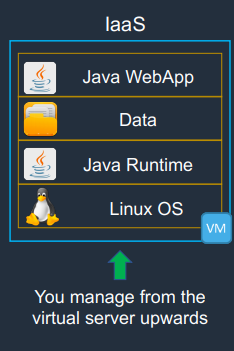 IaaS
Java WebApp
Data
Java Runtime
Linux OS
VM
You manage from the
virtual server upwards